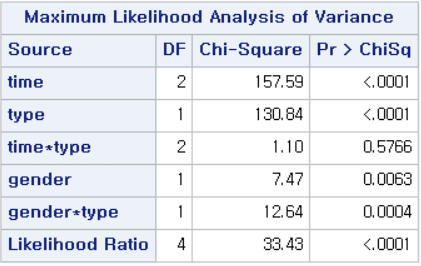 Maximum Likelihood Analysis of Variance
Source DF Chi-Square Pr > ChiSq
time 2 157.59 <.0001
type 1 130.84 <.0001
time*type 2 1.10 0.5766
gender 1 7.47 0.0063
gender*type 1 12.64 0.0004
Likelihood Ratio 4 33.43 <.0001